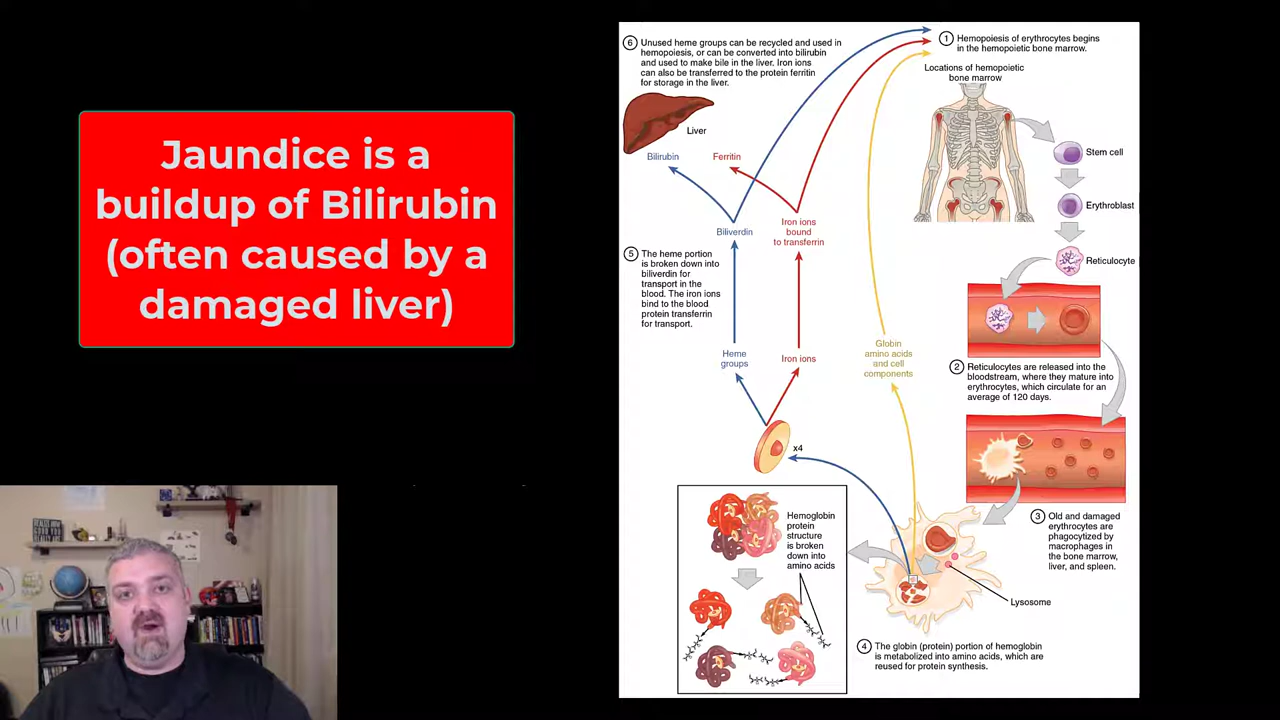 Jaundice is a
buildup of Bilirubin
(often caused by a
damaged liver)
6 Unused heme groups can be recycled and used in
hemopoiesis, or can be converted into bilirubin
and used to make bile in the liver. Iron ions
can also be transferred to the protein ferritin
for storage in the liver.
Liver
Bilirubin
Ferritin
Biliverdin
Iron ions
bound
to transferrin
5 The heme portion
is broken down into
biliverdin for
transport in the
blood. The iron ions
bind to the blood
protein transferrin
for transport.
Heme
groups
Iron ions
Globin
amino acids
and cell
components
x4
1 Hemopoiesis of erythrocytes begins
in the hemopoietic bone marrow.
Locations of hemopoietic
bone marrow
Stem cell
Erythroblast
Reticulocyte
2 Reticulocytes are released into the
bloodstream, where they mature into
erythrocytes, which circulate for an
average of 120 days.
3 Old and damaged
erythrocytes are
phagocytized by
macrophages in
the bone marrow,
liver, and spleen.
Lysosome
Hemoglobin
protein
structure
is broken
down into
amino acids
4 The globin (protein) portion of hemoglobin
is metabolized into amino acids, which are
reused for protein synthesis.